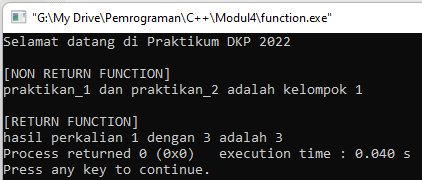 "G:\My Drive\Pemrograman\C++\Modul4\function.exe"
Selamat datang di Praktikum DKP 2022
[NON RETURN FUNCTION]
praktikan_1 dan praktikan_2 adalah kelompok 1
[RETURN FUNCTION]
hasil perkalian 1 dengan 3 adalah 3
Process returned 0 (0x0)   execution time : 0.040 s
Press any key to continue.